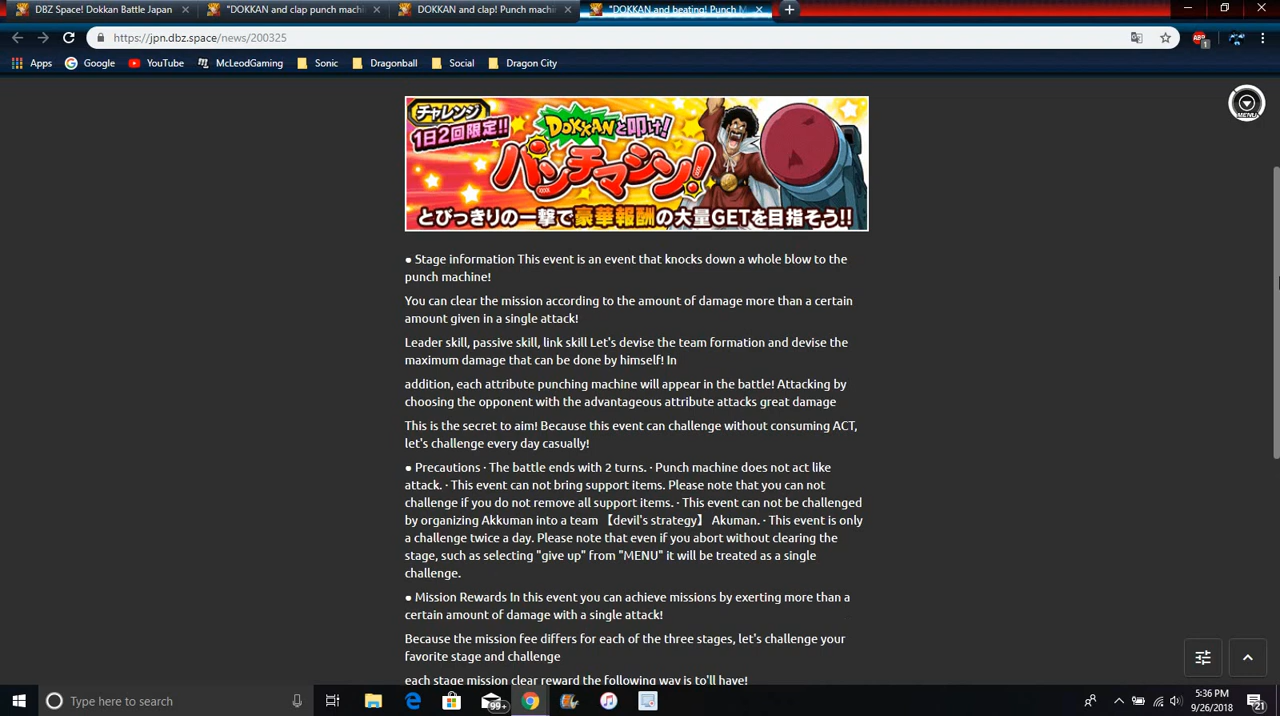 DBZ Space! Dokkan Battle Japan
"DOKKAN and clap punch machi
DOKKAN and clap! Punch machin
"DOKKAN and beating! Punch M
https://jpn.dbz.space/news/200325
Apps
Google
YouTube
McLeodGaming
Sonic
Dragonball
Social
Dragon City
MENU
チャレンジ
1日2回限定!!
DOKKANと叩け!
パンチマシン!
とびっきりの一撃で豪華報酬の大量GETを目指そう!!
● Stage information This event is an event that knocks down a whole blow to the
punch machine!
You can clear the mission according to the amount of damage more than a certain
amount given in a single attack!
Leader skill, passive skill, link skill Let's devise the team formation and devise the
maximum damage that can be done by himself! In
addition, each attribute punching machine will appear in the battle! Attacking by
choosing the opponent with the advantageous attribute attacks great damage
This is the secret to aim! Because this event can challenge without consuming ACT,
let's challenge every day casually!
● Precautions · The battle ends with 2 turns. · Punch machine does not act like
attack. · This event can not bring support items. Please note that you can not
challenge if you do not remove all support items. · This event can not be challenged
by organizing Akkuman into a team 【devil's strategy】 Akuman. · This event is only
a challenge twice a day. Please note that even if you abort without clearing the
stage, such as selecting "give up" from "MENU" it will be treated as a single
challenge.
● Mission Rewards In this event you can achieve missions by exerting more than a
certain amount of damage with a single attack!
Because the mission fee differs for each of the three stages, let's challenge your
favorite stage and challenge
each stage mission clear reward the following way is to'll have!
Type here to search
99+
5:36 PM
9/26/2018
21